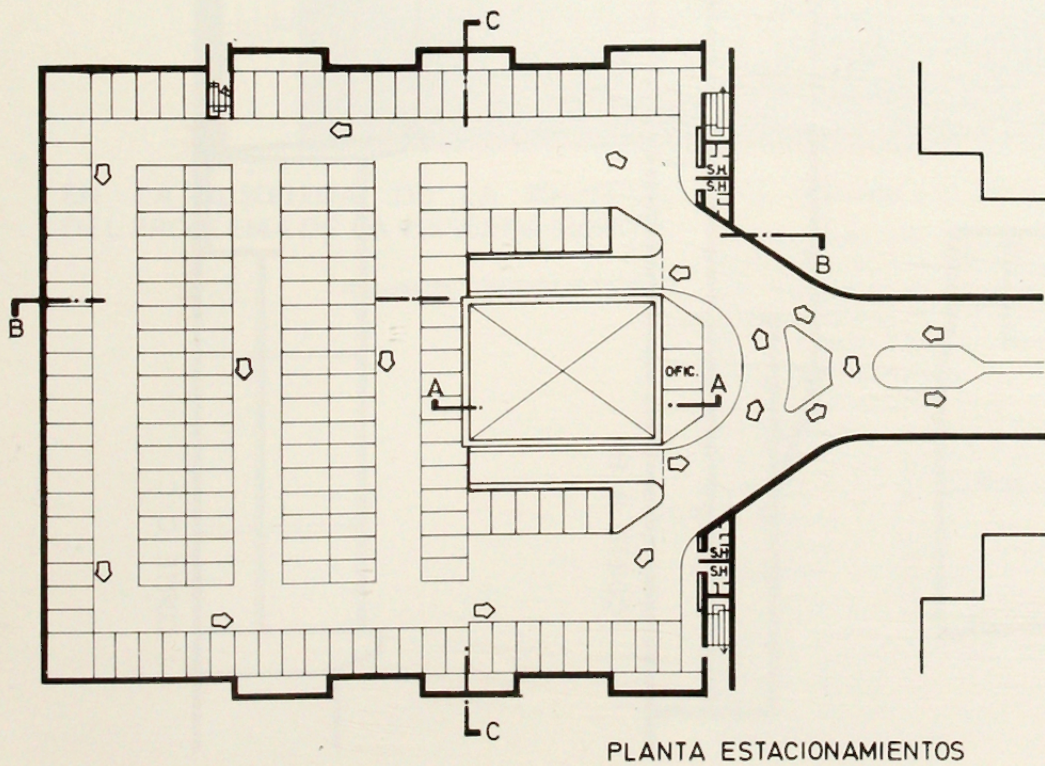 C
S.H.
S.H
B
B
OFIC.
A
A
S.H
S.H
C
PLANTA ESTACIONAMIENTOS